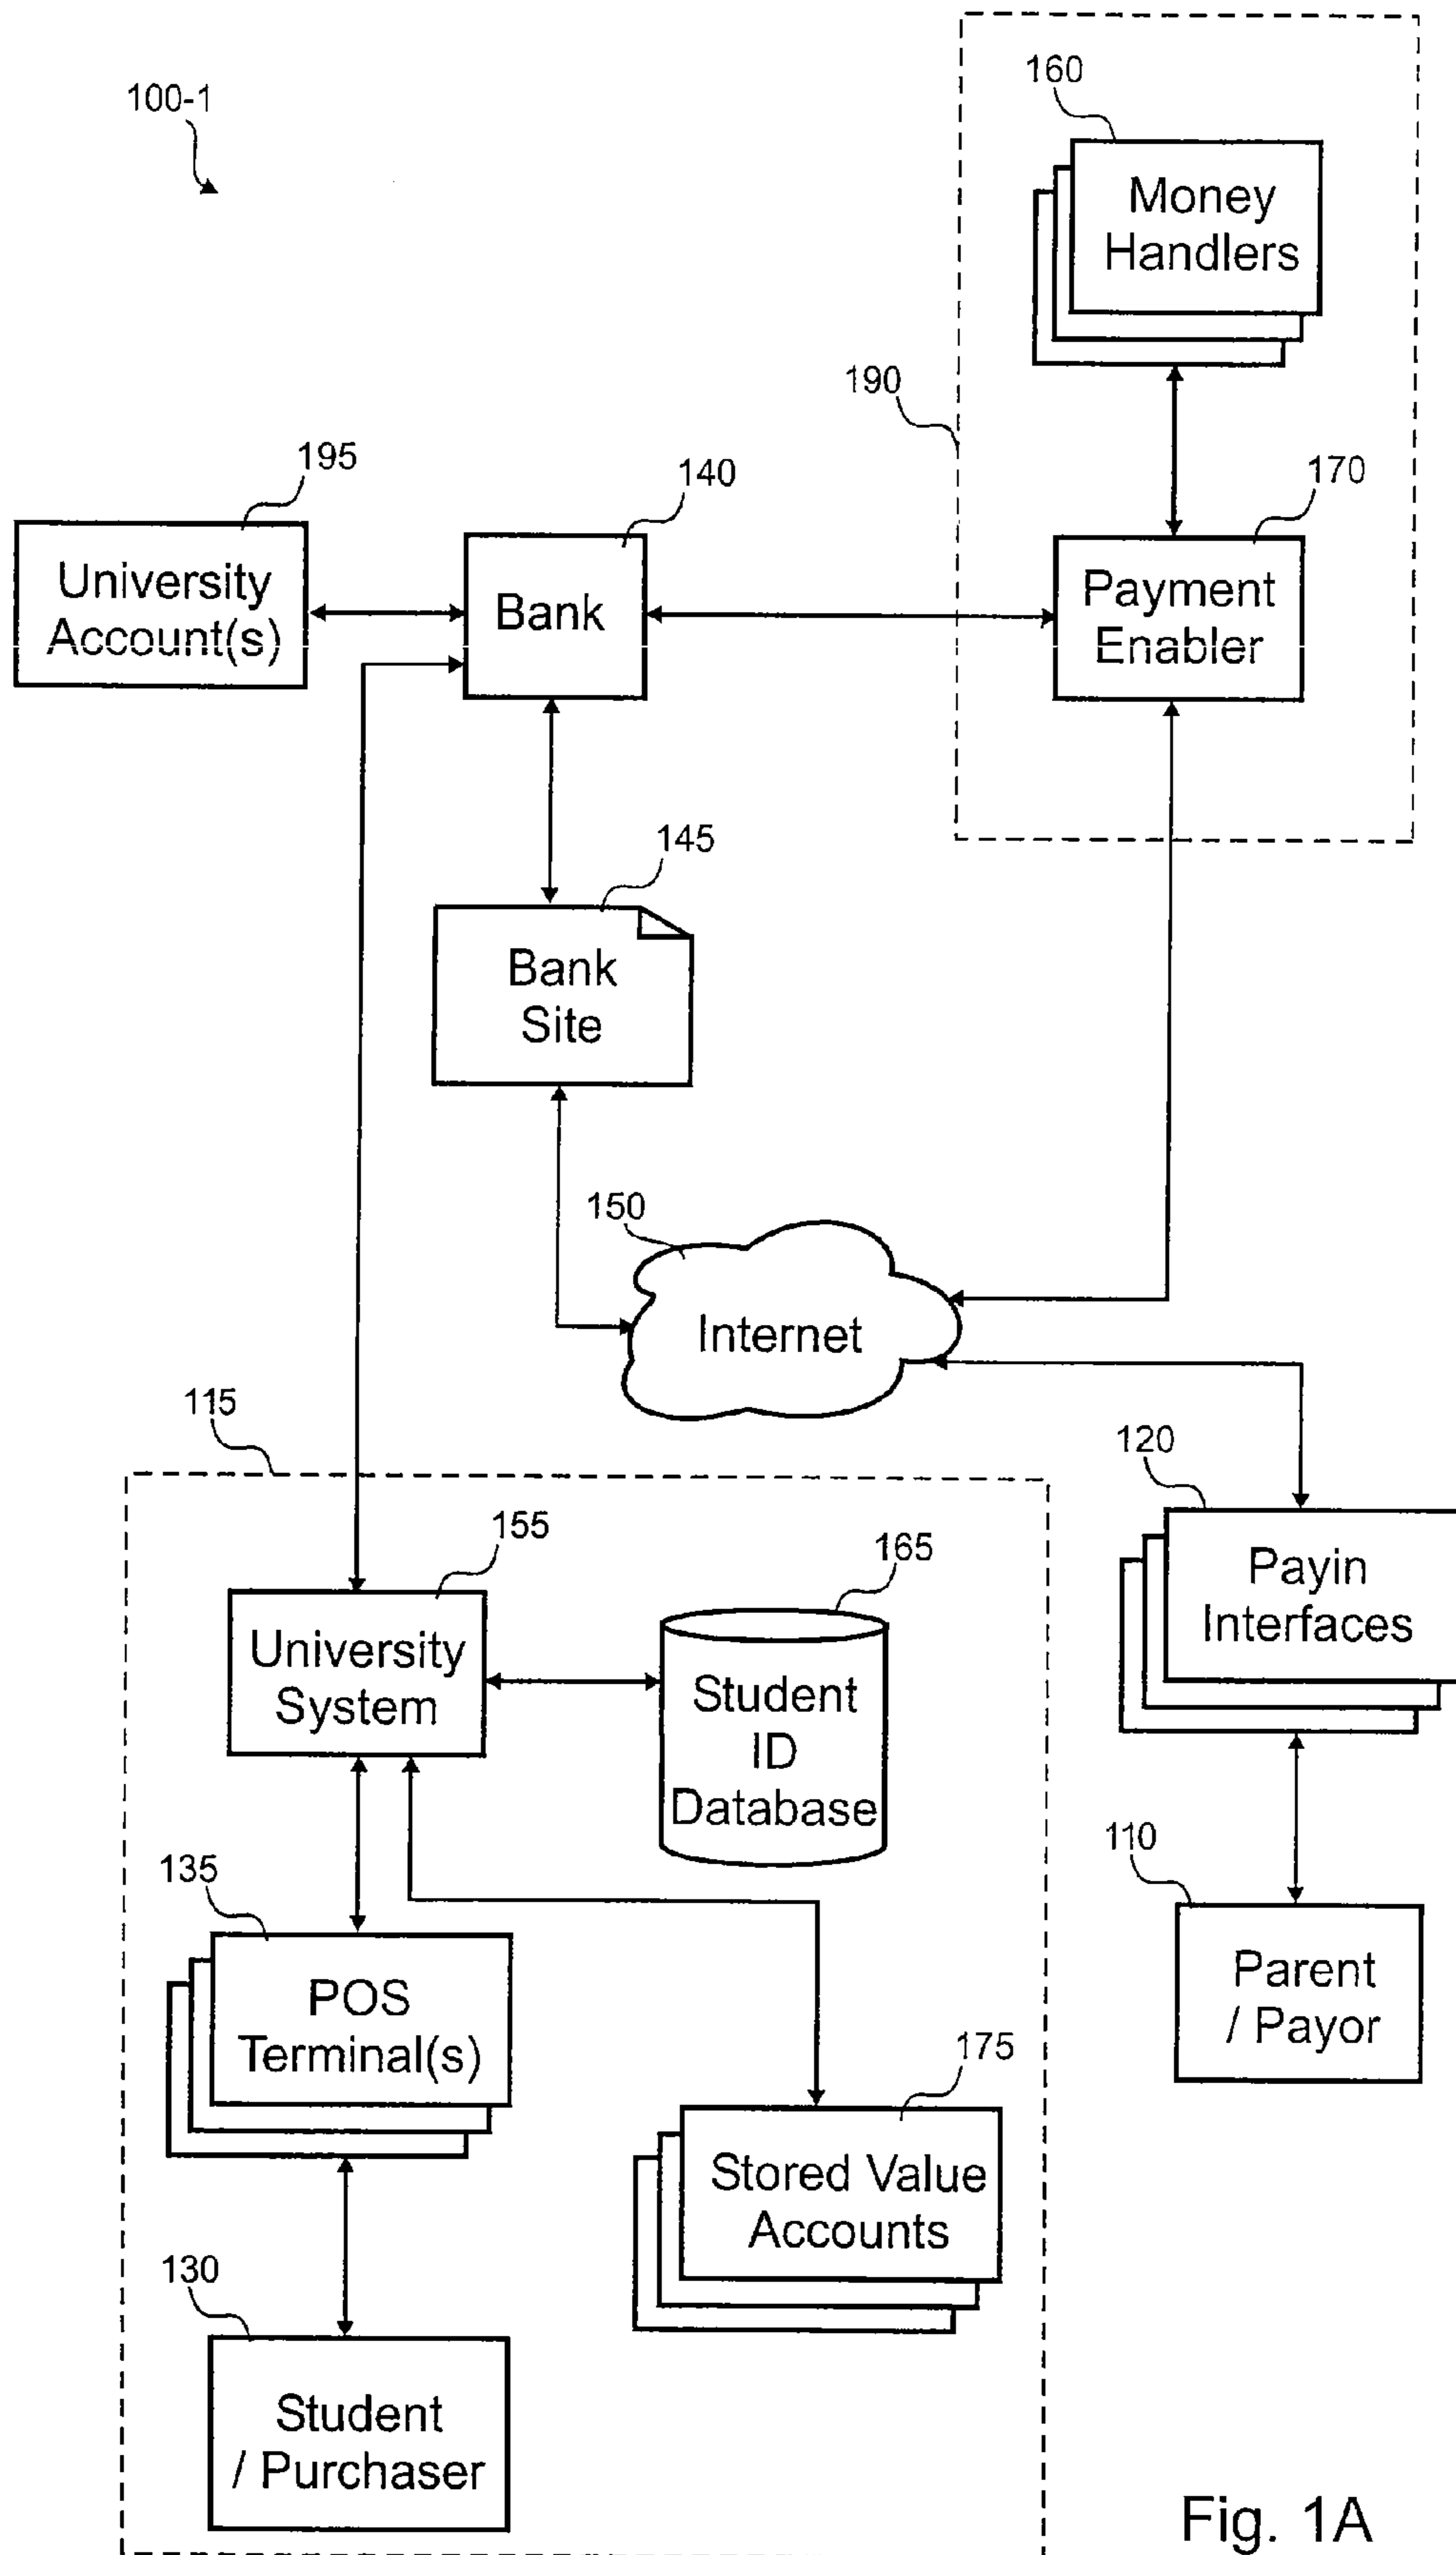 100-1
160
Money
Handlers
190
195
140
170
University
Account(s)
Bank
Payment
Enabler
145
Bank
Site
150
Internet
115
120
155
165
Payin
Interfaces
University
System
Student
ID
Database
110
135
POS
Terminal(s)
Parent
/ Payor
175
Stored Value
Accounts
130
Student
/ Purchaser
Fig. 1A